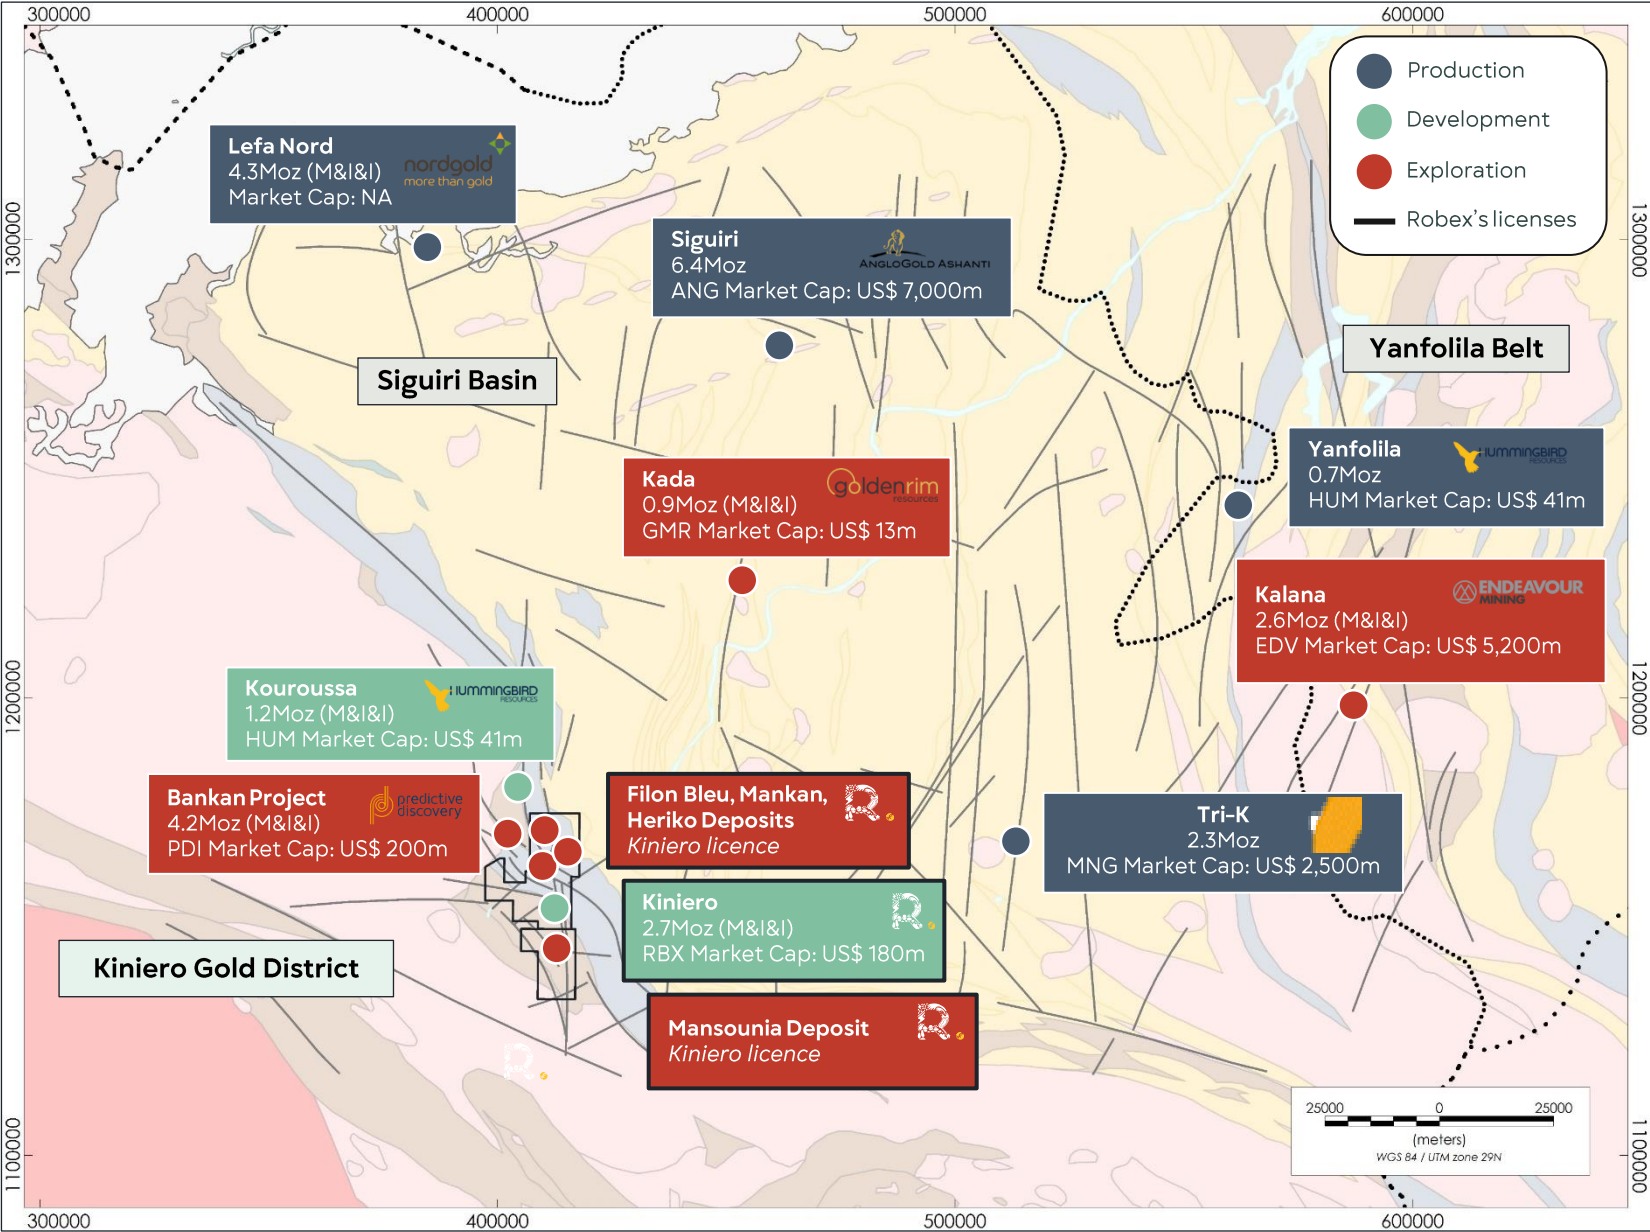 300000
400000
500000
600000
Production
Development
Exploration
Robex's licenses
Lefa Nord
4.3Moz (M&I&I)
Market Cap: NA
nordgold
more than gold
1300000
1300000
Siguiri
6.4Moz
ANG Market Cap: US$ 7,000m
ANGLOGOLD ASHANTI
Siguiri Basin
Yanfolila Belt
Yanfolila
0.7Moz
HUM Market Cap: US$ 41m
HUMMINGBIRD
RESOURCES
Kada
0.9Moz (M&I&I)
GMR Market Cap: US$ 13m
goldenrim
resources
Kalana
2.6Moz (M&I&I)
EDV Market Cap: US$ 5,200m
ENDEAVOUR
MINING
1200000
1200000
Kouroussa
1.2Moz (M&I&I)
HUM Market Cap: US$ 41m
HUMMINGBIRD
RESOURCES
Bankan Project
4.2Moz (M&I&I)
PDI Market Cap: US$ 200m
predictive
discovery
Filon Bleu, Mankan,
Heriko Deposits
Kiniero licence
R.
Tri-K
2.3Moz
MNG Market Cap: US$ 2,500m
Kiniero
2.7Moz (M&I&I)
RBX Market Cap: US$ 180m
R.
Kiniero Gold District
Mansounia Deposit
Kiniero licence
R.
R.
25000
0
25000
(meters)
WGS 84 / UTM zone 29N
1100000
1100000
300000
400000
500000
600000